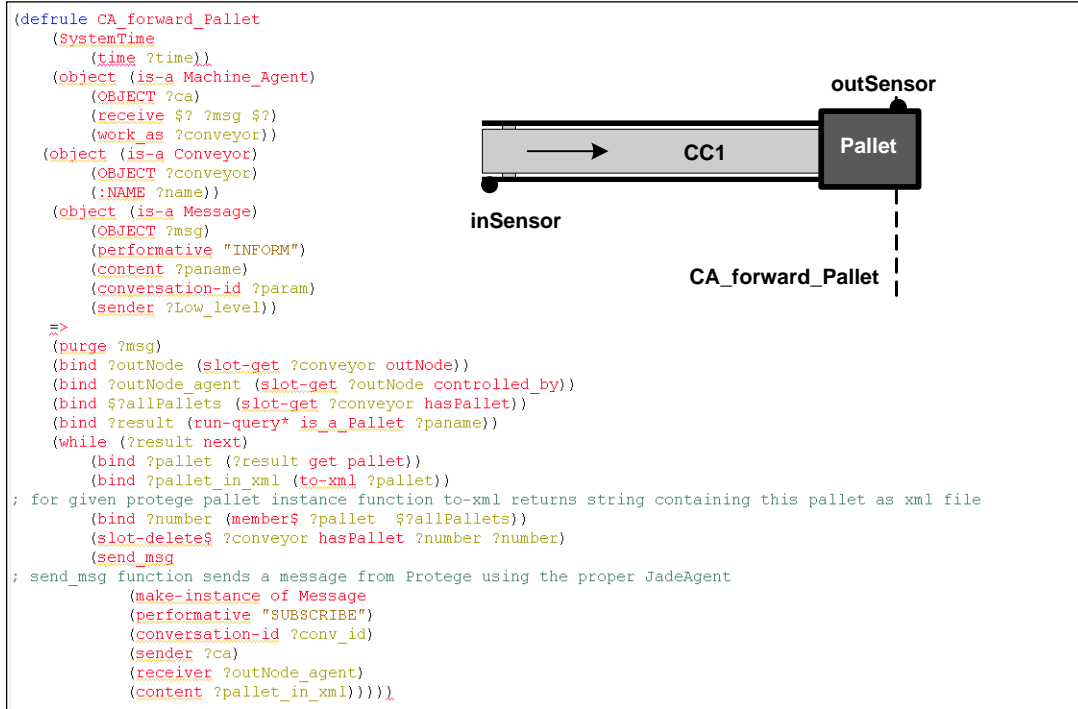 (defrule CA_forward_Pallet
(SystemTime
(time ?time))
(object (is-a Machine_Agent)
(OBJECT ?ca)
(receive $? ?msg $?)
(work_as ?conveyor))
(object (is-a Conveyor)
(OBJECT ?conveyor)
(:NAME ?name))
(object (is-a Message)
(OBJECT ?msg)
(performative "INFORM")
(content ?paname)
(conversation-id ?param)
(sender ?Low_level))
=>
(purge ?msg)
(bind ?outNode (slot-get ?conveyor outNode))
(bind ?outNode_agent (slot-get ?outNode controlled_by))
(bind $?allPallets (slot-get ?conveyor hasPallet))
(bind ?result (run-query* is_a_Pallet ?paname))
(while (?result next)
(bind ?pallet (?result get pallet))
(bind ?pallet_in_xml (to-xml ?pallet))
; for given protege pallet instance function to-xml returns string containing this pallet as xml file
(bind ?number (member$ ?pallet  $?allPallets))
(slot-delete$ ?conveyor hasPallet ?number ?number)
(send_msg
; send_msg function sends a message from Protege using the proper JadeAgent
(make-instance of Message
(performative "SUBSCRIBE")
(conversation-id ?conv_id)
(sender ?ca)
(receiver ?outNode_agent)
(content ?pallet_in_xml)))))
outSensor
CC1
Pallet
inSensor
CA_forward_Pallet